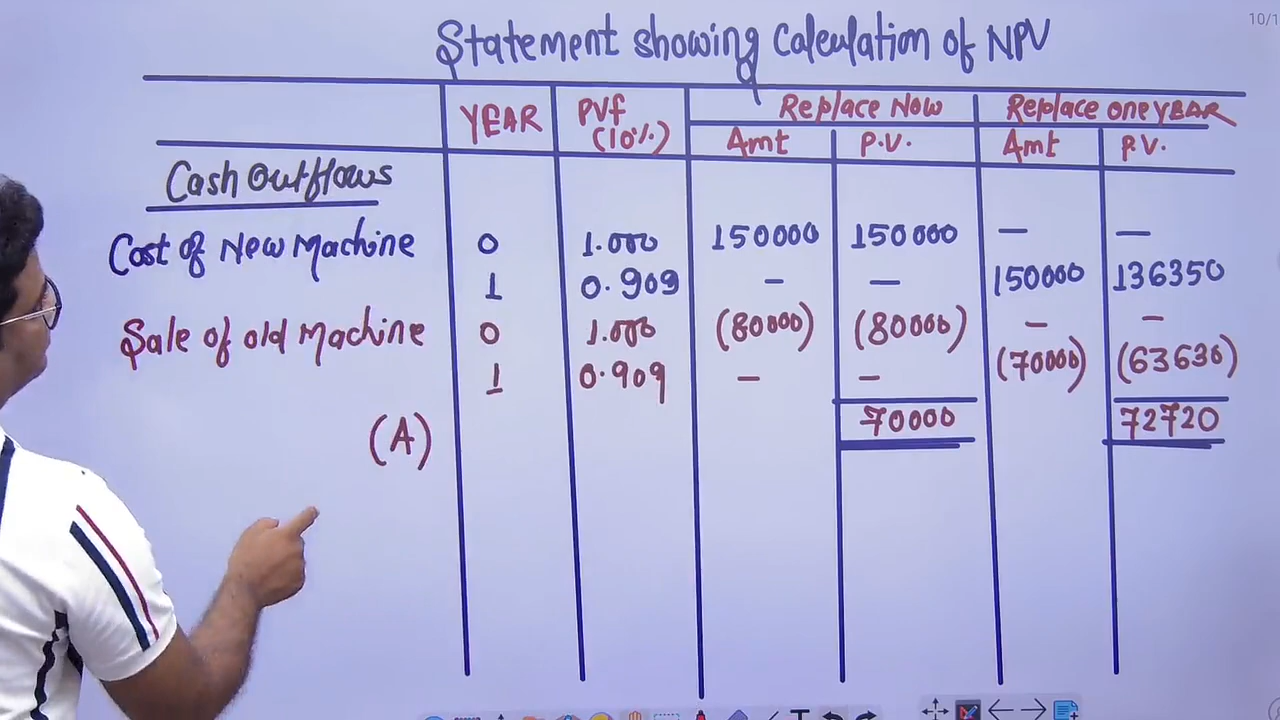 10/1
Statement showing Calculation of NPV
YEAR PVf (10%) Replace Now Replace one YEAR
Amt P.V. Amt P.V.
Cash Outflows
Cost of New Machine 0 1.000 150000 150000 — —
1 0.909 — — 150000 136350
Sale of old Machine 0 1.000 (80000) (80000) — —
1 0.909 — — (70000) (63630)
(A) 70000 72720